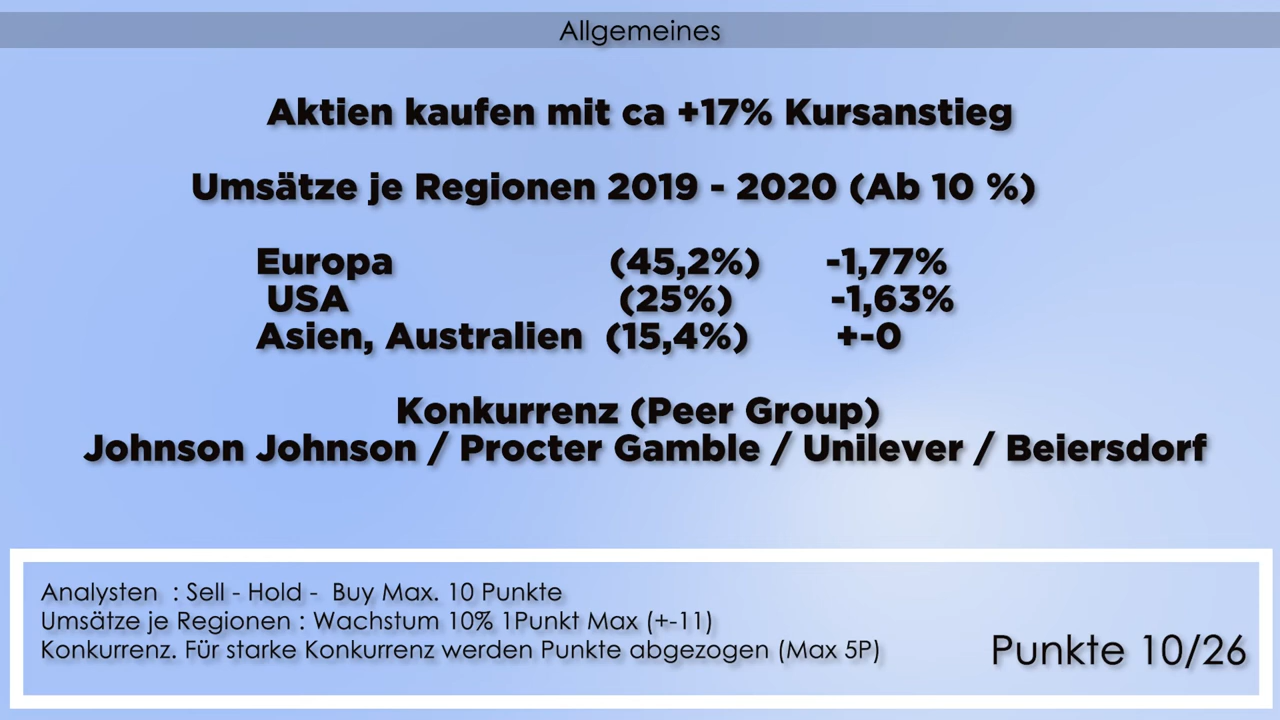 Allgemeines
Aktien kaufen mit ca +17% Kursanstieg
Umsätze je Regionen 2019 - 2020 (Ab 10 %)
Europa (45,2%) -1,77%
USA (25%) -1,63%
Asien, Australien (15,4%) +-0
Konkurrenz (Peer Group)
Johnson Johnson / Procter Gamble / Unilever / Beiersdorf
Analysten : Sell - Hold - Buy Max. 10 Punkte
Umsätze je Regionen : Wachstum 10% 1Punkt Max (+-11)
Konkurrenz. Für starke Konkurrenz werden Punkte abgezogen (Max 5P)
Punkte 10/26